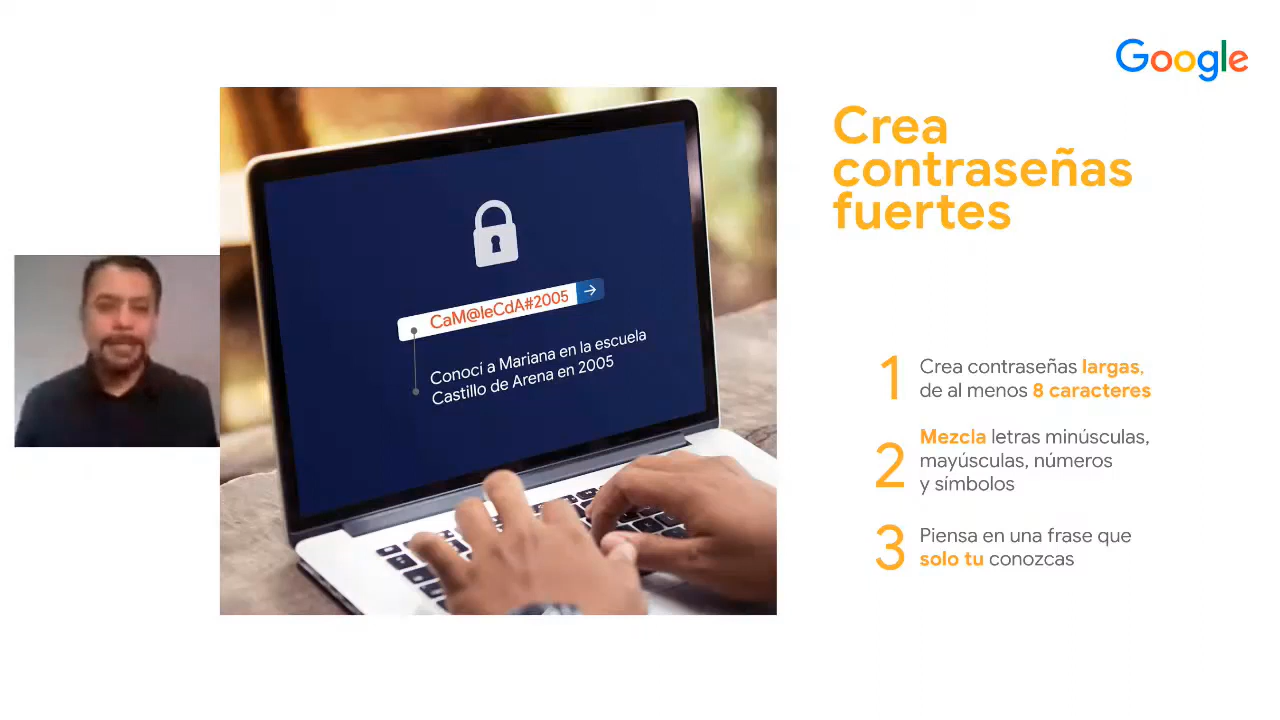 Google
Crea
contraseñas
fuertes
CaM@leCdA#2005
Conocí a Mariana en la escuela
Castillo de Arena en 2005
1
Crea contraseñas largas,
de al menos 8 caracteres
2
Mezcla letras minúsculas,
mayúsculas, números
y símbolos
3
Piensa en una frase que
solo tu conozcas